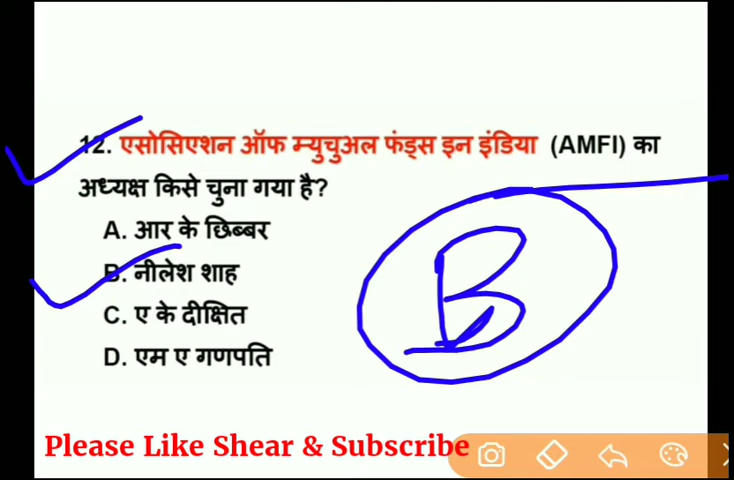 12. एसोसिएशन ऑफ म्युचुअल फंड्स इन इंडिया (AMFI) का
अध्यक्ष किसे चुना गया है?
A. आर के छिब्बर
B. नीलेश शाह
B
C. ए के दीक्षित
D. एम ए गणपति
Please Like Shear & Subscribe